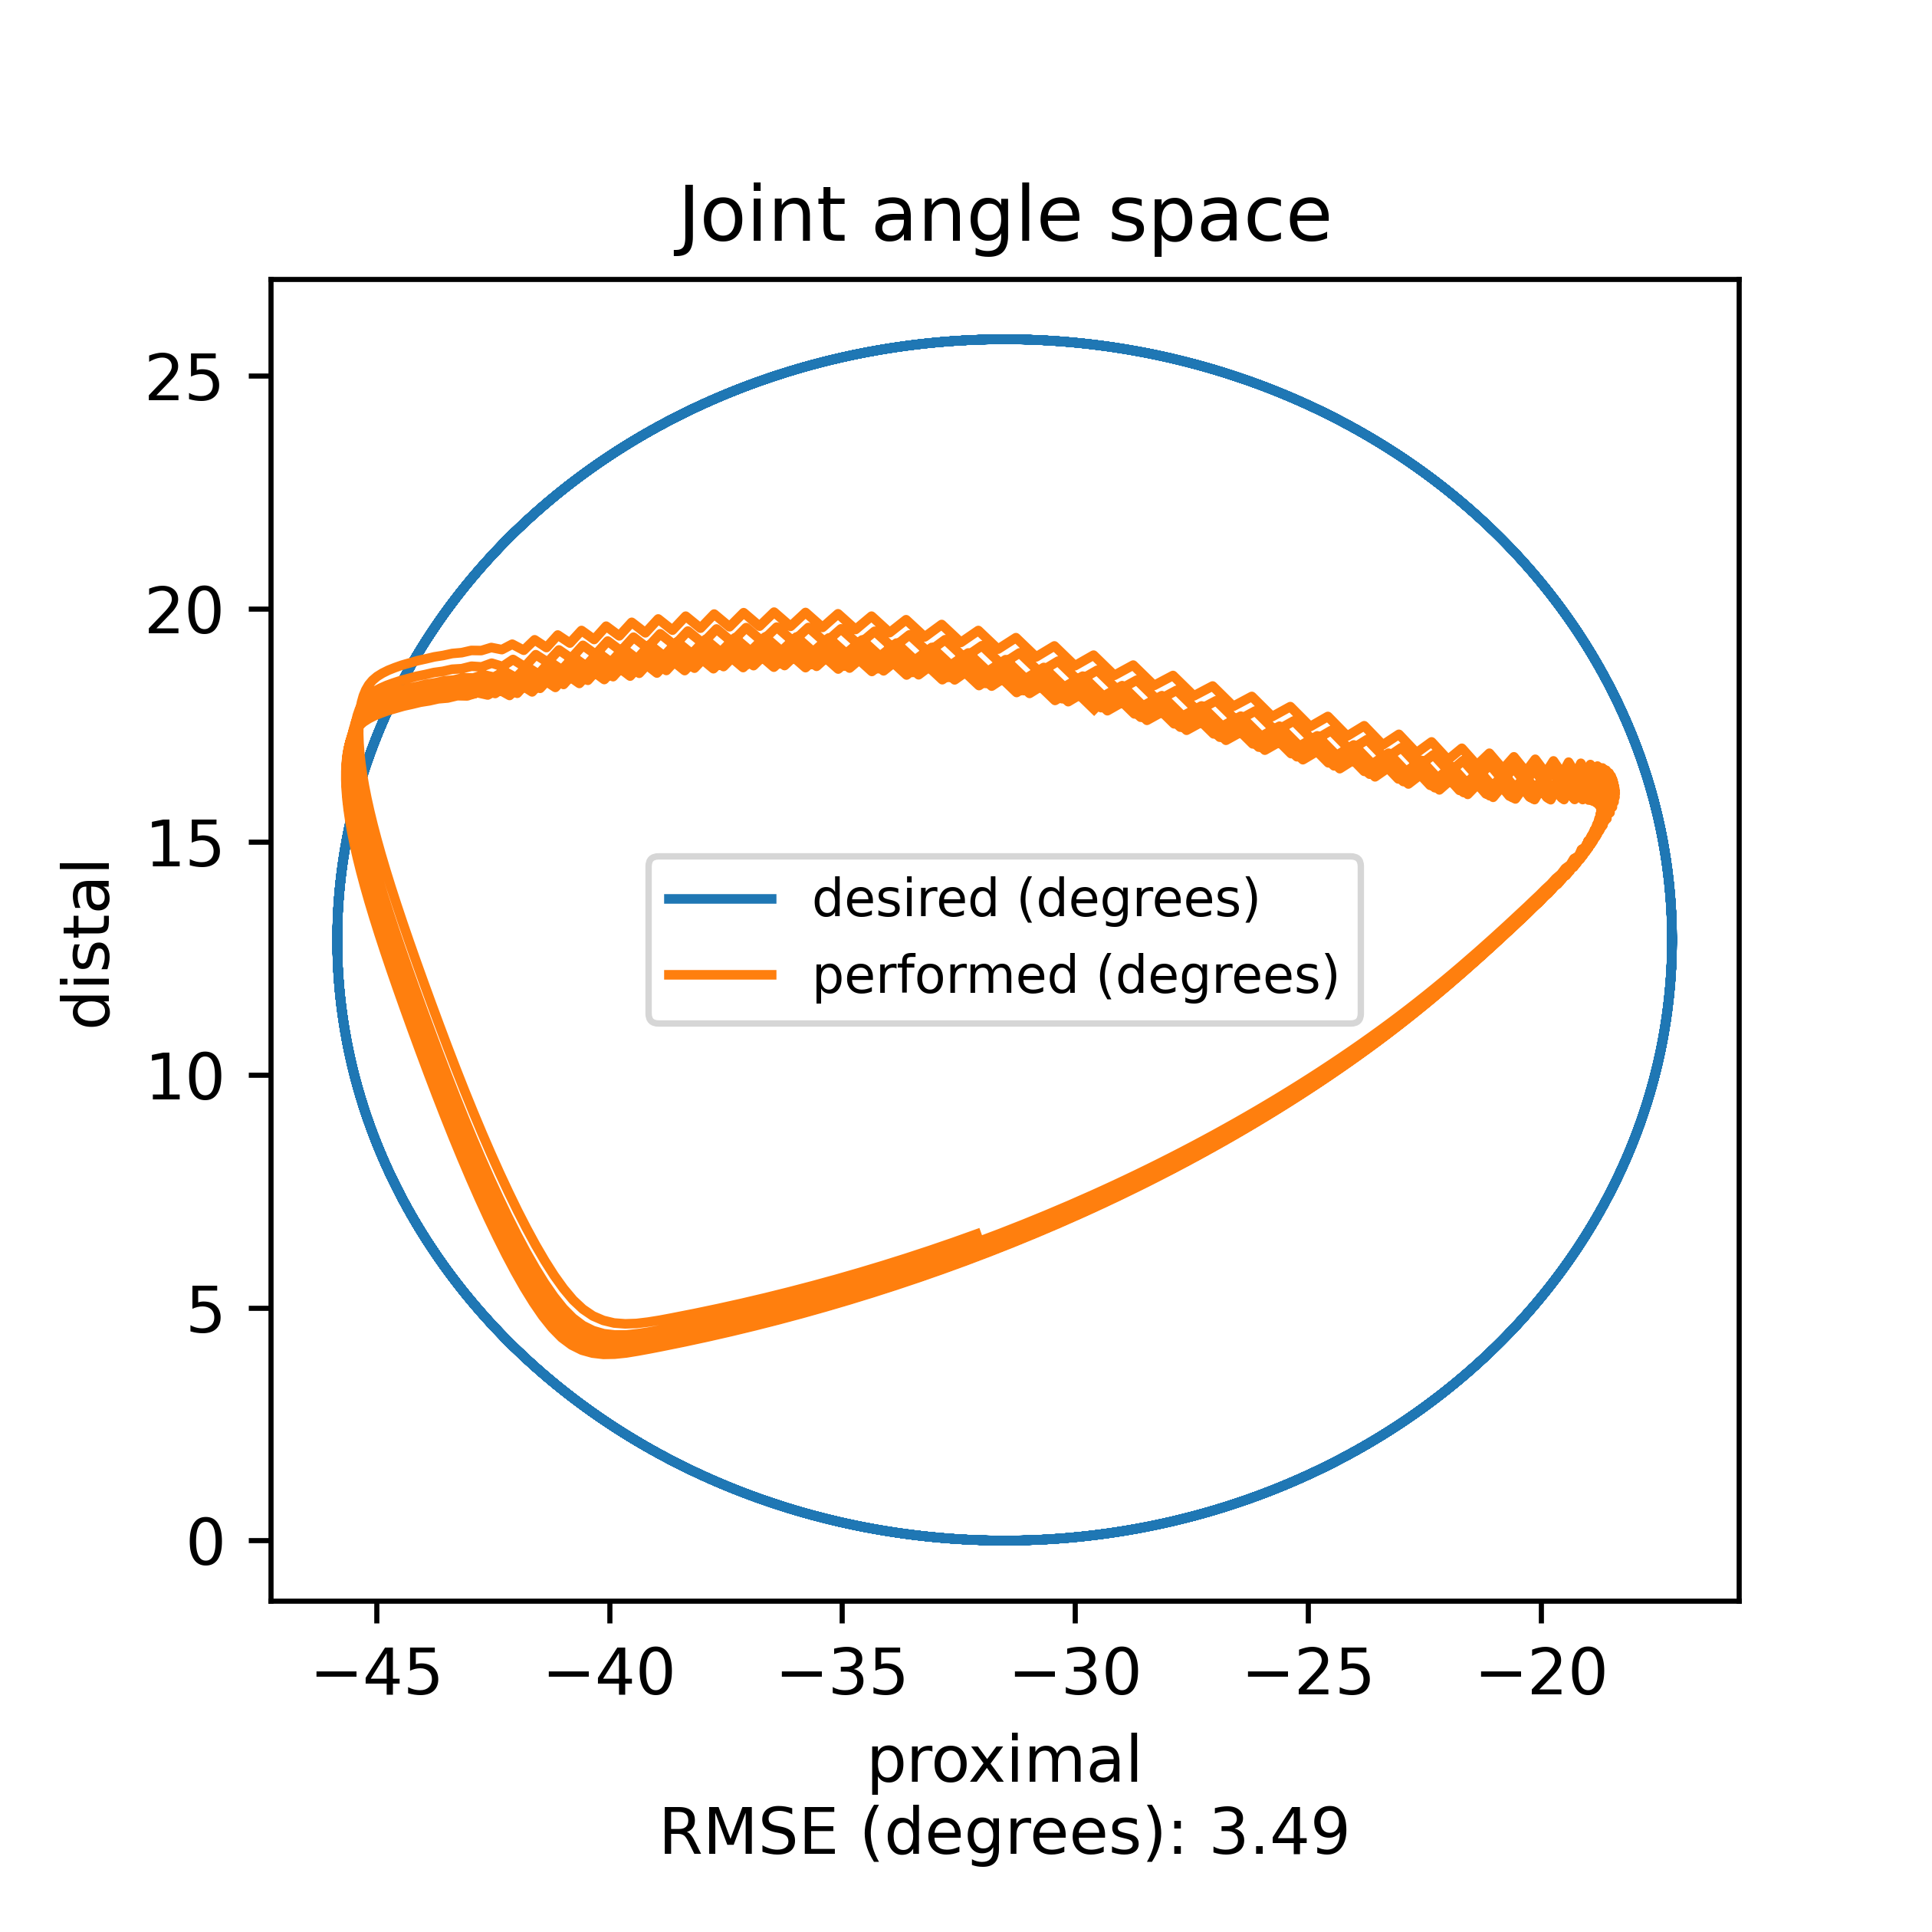 Joint angle space
25
20
15
10
5
0
distal
desired (degrees)
performed (degrees)
−45 −40 −35 −30 −25 −20
proximal
RMSE (degrees): 3.49